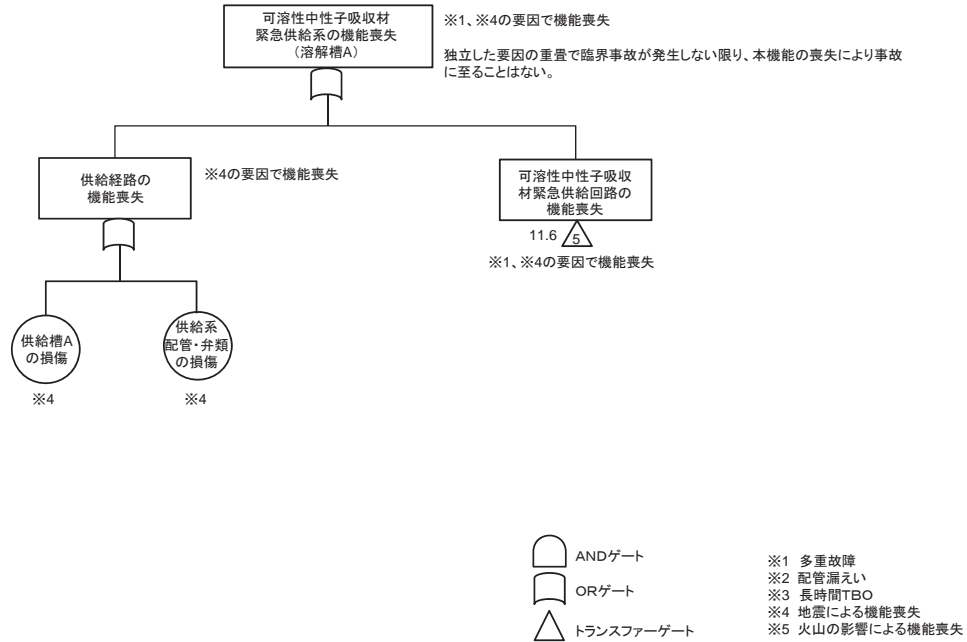 可溶性中性子吸収材
緊急供給系の機能喪失
（溶解槽A）
※1、※4の要因で機能喪失
独立した要因の重畳で臨界事故が発生しない限り、本機能の喪失により事故
に至ることはない。
供給経路の
機能喪失
※4の要因で機能喪失
可溶性中性子吸収
材緊急供給回路の
機能喪失
11.6
5
※1、※4の要因で機能喪失
供給槽A
の損傷
※4
供給系
配管・弁類
の損傷
※4
ANDゲート
ORゲート
トランスファーゲート
※1 多重故障
※2 配管漏えい
※3 長時間TBO
※4 地震による機能喪失
※5 火山の影響による機能喪失